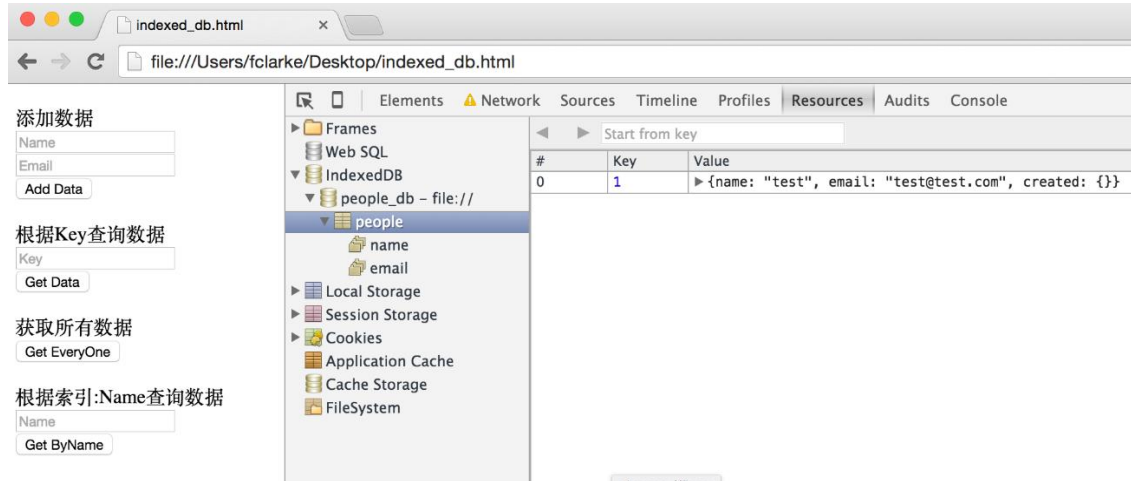 indexed_db.html
file:///Users/fclarke/Desktop/indexed_db.html
添加数据
Name
Email
Add Data
根据Key查询数据
Key
Get Data
获取所有数据
Get EveryOne
根据索引:Name查询数据
Name
Get ByName
Elements Network Sources Timeline Profiles Resources Audits Console
Frames
Web SQL
IndexedDB
people_db – file://
people
name
email
Local Storage
Session Storage
Cookies
Application Cache
Cache Storage
FileSystem
Start from key
# Key Value
0 1 {name: "test", email: "test@test.com", created: {}}